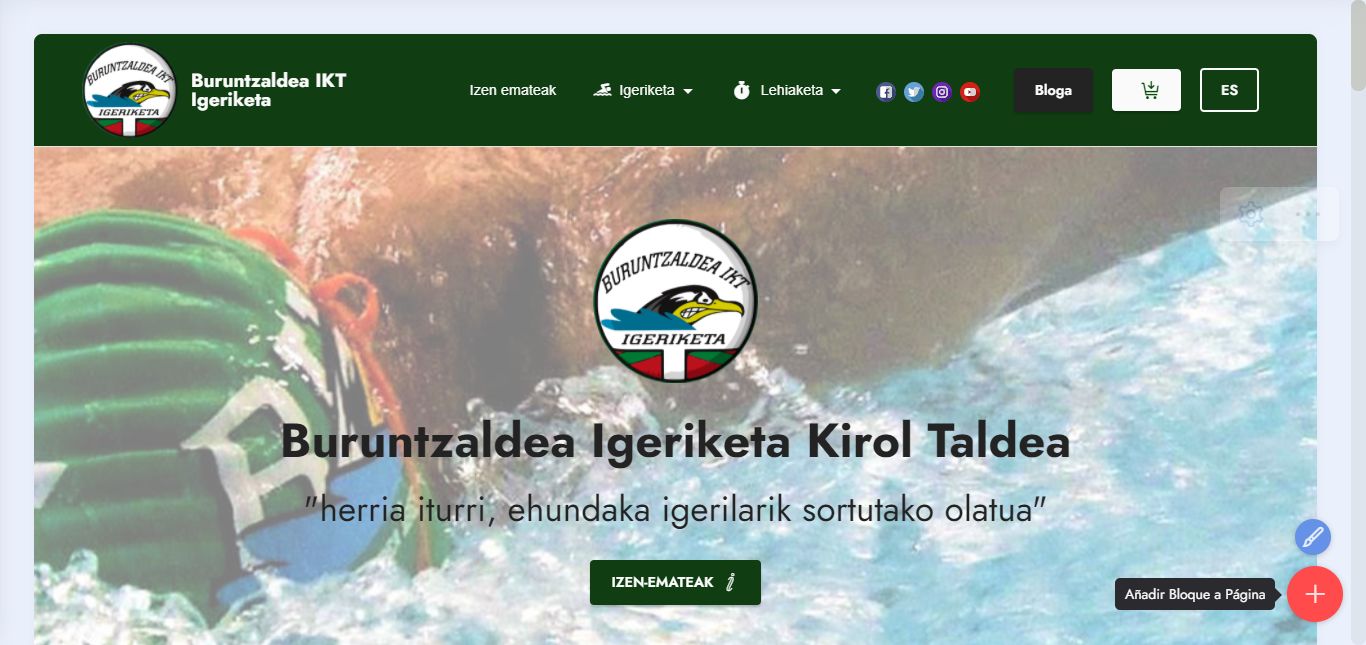 BURUNTZALDEA IKT
IGERIKETA
Buruntzaldea IKT
Igeriketa
Izen emateak
Igeriketa
Lehiaketa
Bloga
ES
BURUNTZALDEA IKT
IGERIKETA
Buruntzaldea Igeriketa Kirol Taldea
"herria iturri, ehundaka igerilarik sortutako olatua"
IZEN-EMATEAK
Añadir Bloque a Página